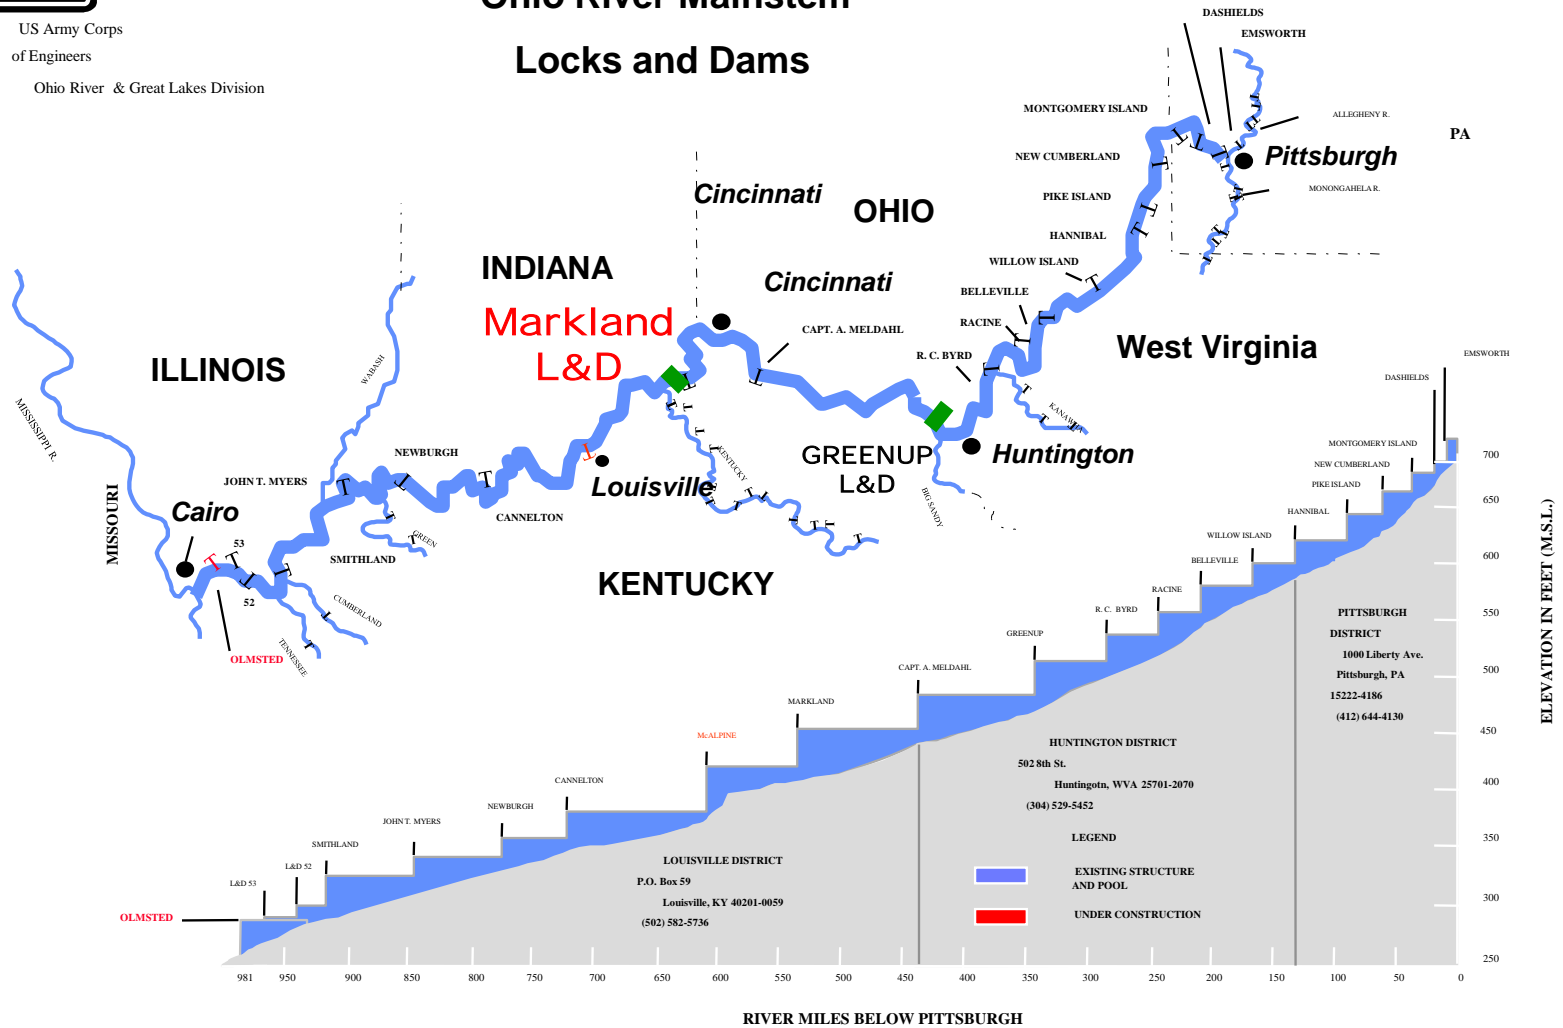 Ohio River Mainstem
Locks and Dams
US Army Corps
of Engineers
Ohio River & Great Lakes Division
DASHIELDS
EMSWORTH
MONTGOMERY ISLAND
ALLEGHENY R.
PA
NEW CUMBERLAND
Pittsburgh
PIKE ISLAND
MONONGAHELA R.
Cincinnati
OHIO
HANNIBAL
WILLOW ISLAND
INDIANA
Cincinnati
BELLEVILLE
Markland
L&D
RACINE
CAPT. A. MELDAHL
R. C. BYRD
West Virginia
ILLINOIS
WABASH
MISSISSIPPI R.
KANAWHA
NEWBURGH
GREENUP
L&D
Huntington
KENTUCKY
JOHN T. MYERS
Louisville
BIG SANDY
MISSOURI
Cairo
CANNELTON
53
GREEN
SMITHLAND
KENTUCKY
52
CUMBERLAND
TENNESSEE
OLMSTED
EMSWORTH
DASHIELDS
MONTGOMERY ISLAND
NEW CUMBERLAND
PIKE ISLAND
HANNIBAL
WILLOW ISLAND
BELLEVILLE
RACINE
R. C. BYRD
GREENUP
CAPT. A. MELDAHL
MARKLAND
McALPINE
CANNELTON
NEWBURGH
JOHN T. MYERS
SMITHLAND
L&D 52
L&D 53
OLMSTED
PITTSBURGH
DISTRICT
1000 Liberty Ave.
Pittsburgh, PA
15222-4186
(412) 644-4130
HUNTINGTON DISTRICT
502 8th St.
Huntingotn, WVA 25701-2070
(304) 529-5452
LOUISVILLE DISTRICT
P.O. Box 59
Louisville, KY 40201-0059
(502) 582-5736
LEGEND
EXISTING STRUCTURE
AND POOL
UNDER CONSTRUCTION
700
650
600
550
500
450
400
350
300
250
ELEVATION IN FEET (M.S.L.)
981 950 900 850 800 750 700 650 600 550 500 450 400 350 300 250 200 150 100 50 0
RIVER MILES BELOW PITTSBURGH